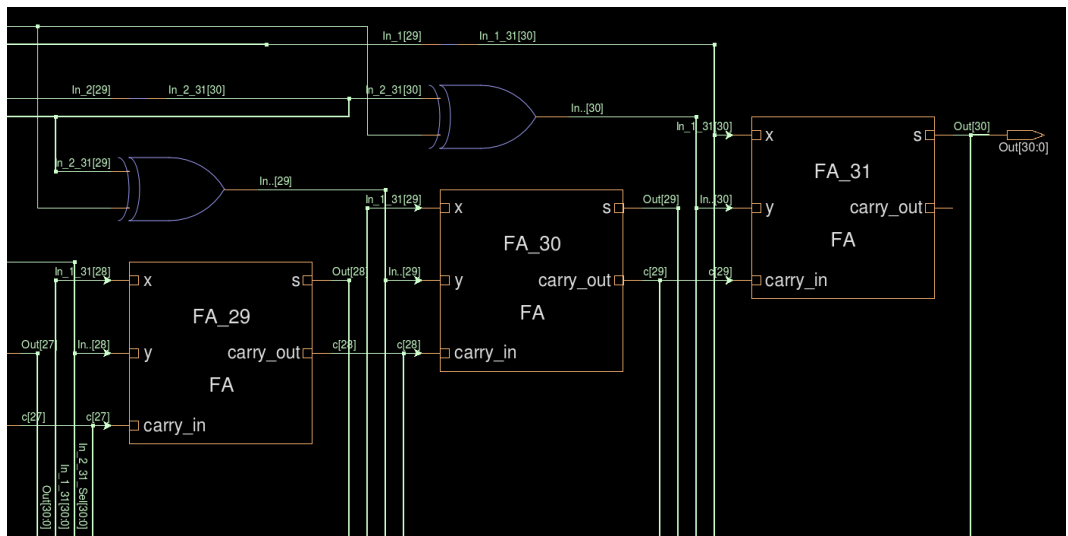 In_1[29]
In_1_31[30]
In_2[29]
In_2_31[30]
In_2_31[30]
In..[30]
In_1_31[30]
x
s
Out[30]
Out[30:0]
n_2_31[29]
In..[29]
FA_31
In_1_31[29]
x
s
Out[29]
In..[30]
y
carry_out
FA_30
FA
In_1_31[28]
x
s
Out[28]
In..[29]
y
carry_out
c[29]
c[29]
carry_in
FA_29
FA
Out[27]
In..[28]
y
carry_out
c[28]
c[28]
carry_in
FA
c[27]
c[27]
carry_in
Out[30:0]
In_1_31[30:0]
In_2_31_Sel[30:0]